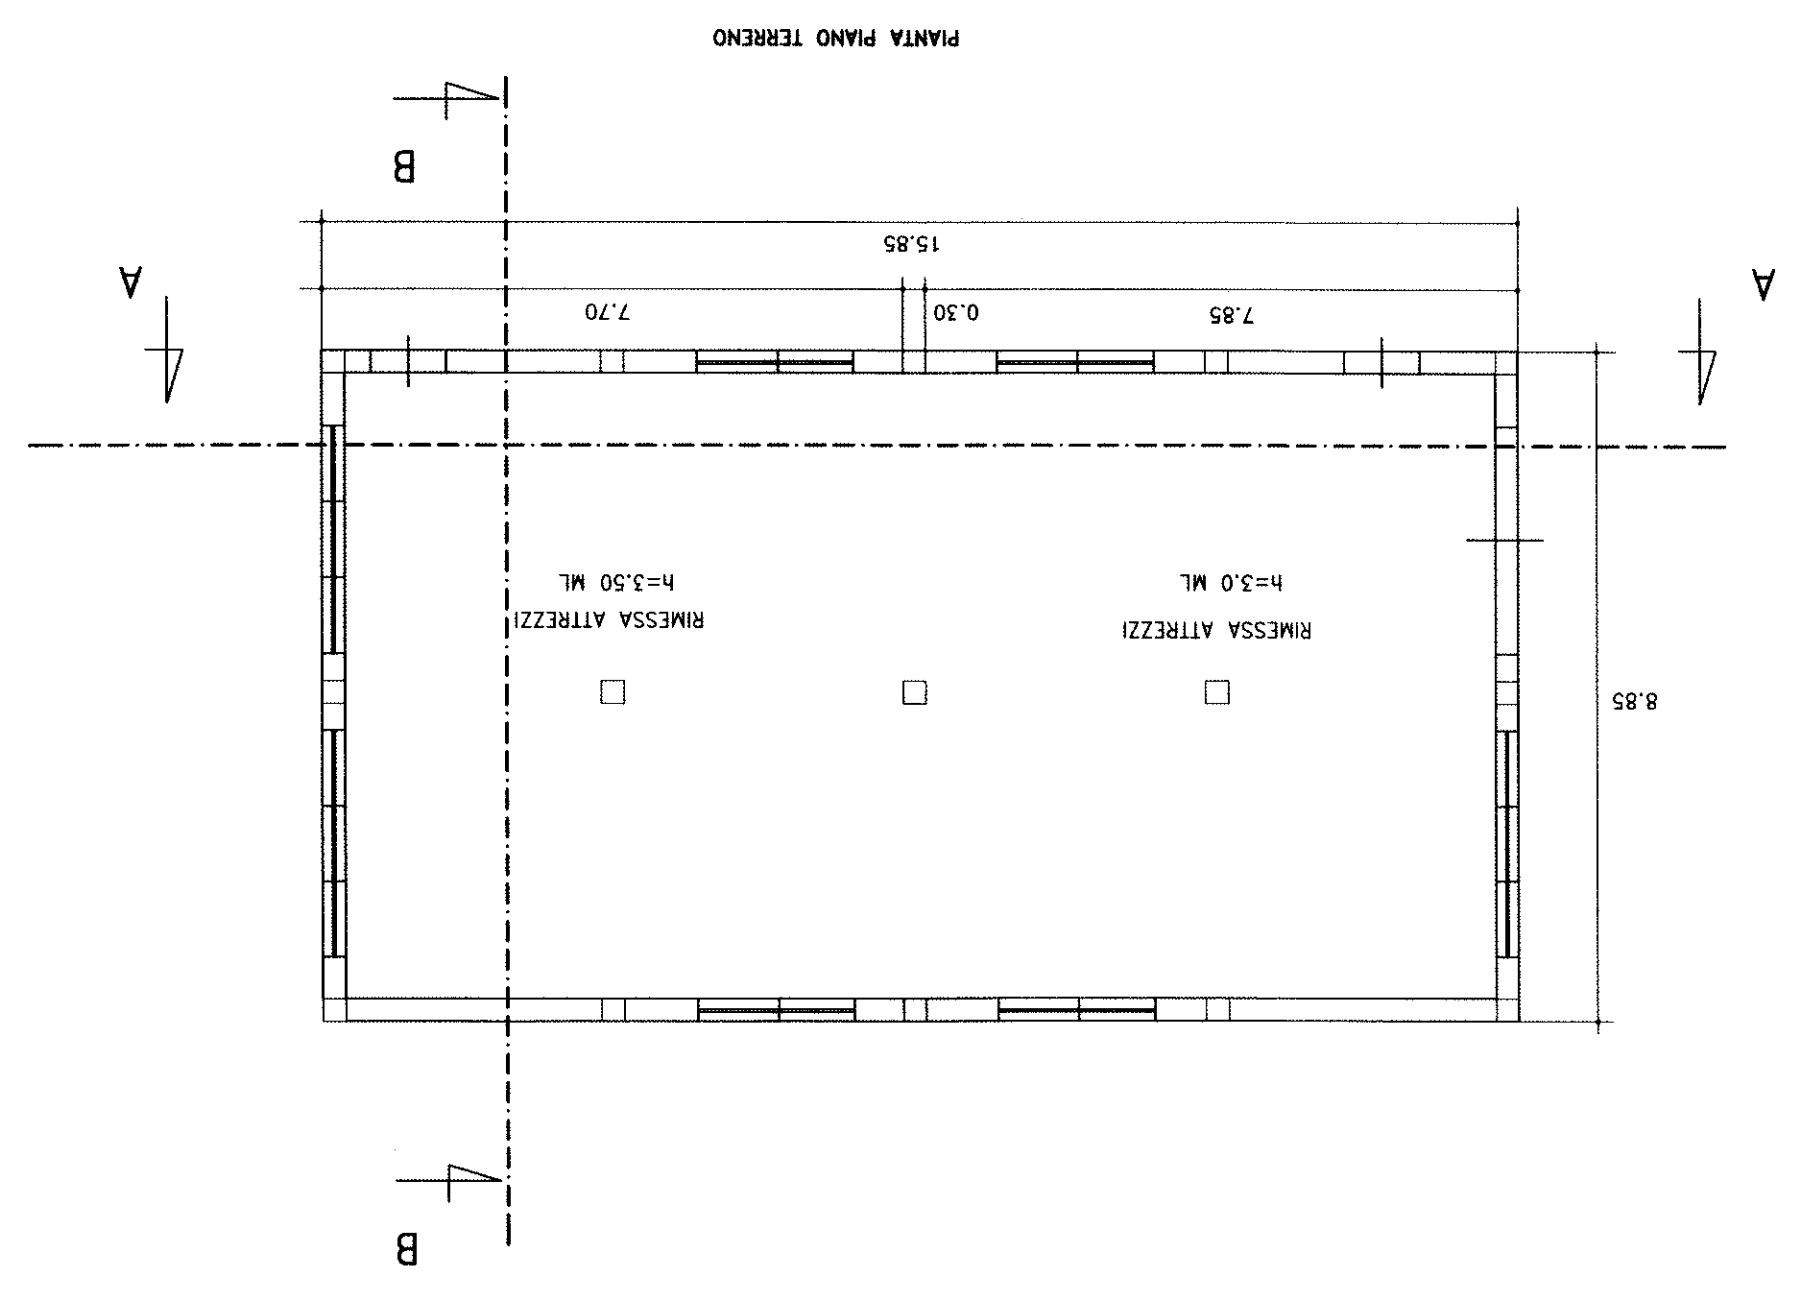 B
8.85
RIMESSA ATTREZZI
h=3.0 ML
RIMESSA ATTREZZI
h=3.50 ML
7.85
0.30
7.70
A
A
15.85
B
PIANTA PIANO TERRENO